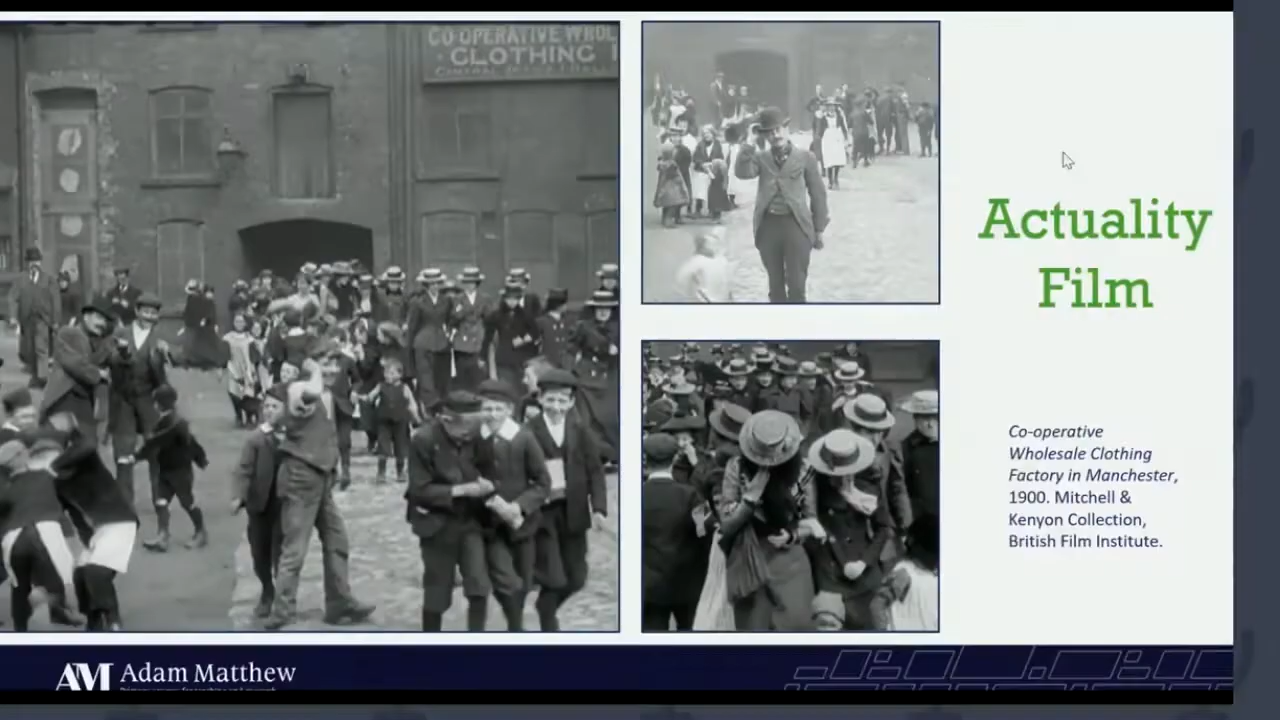 CO-OPERATIVE WHOL
CLOTHING
Actuality
Film
Co-operative
Wholesale Clothing
Factory in Manchester,
1900. Mitchell &
Kenyon Collection,
British Film Institute.
AM Adam Matthew